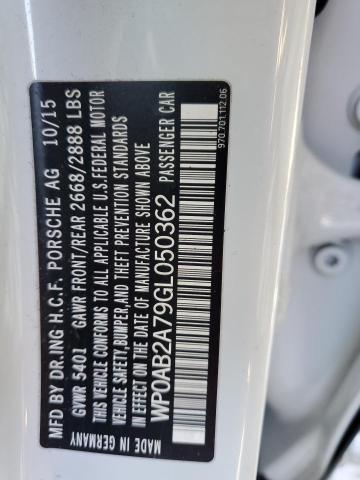 MFD BY DR.ING-H.C.F. PORSCHE AG 10/15
GVWR 5401 GAWR FRONT/REAR 2668/2888 LBS
THIS VEHICLE CONFORMS TO ALL APPLICABLE U.S.FEDERAL MOTOR
VEHICLE SAFETY,BUMPER,AND THEFT PREVENTION STANDARDS
IN EFFECT ON THE DATE OF MANUFACTURE SHOWN ABOVE
WP0AB2A79GL050362 PASSENGER CAR
MADE IN GERMANY
970.701.112.06